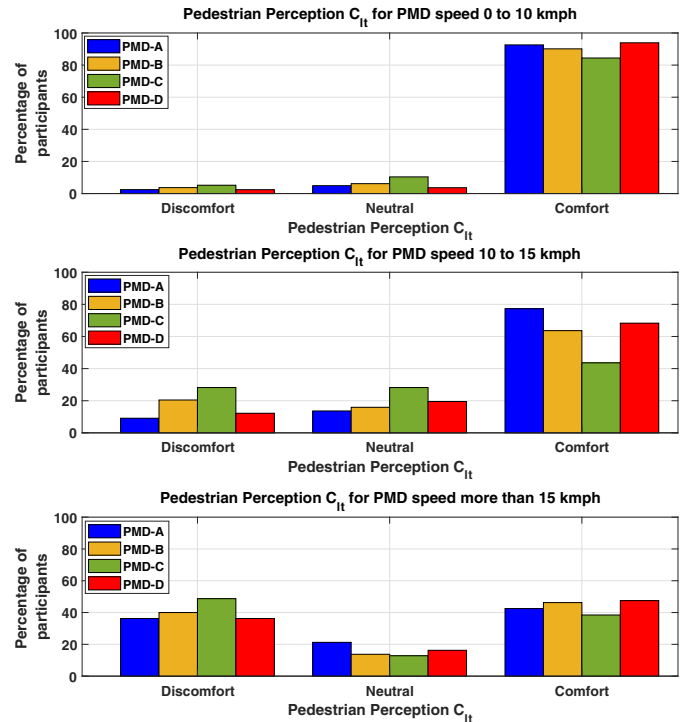 Pedestrian Perception C_lt for PMD speed 0 to 10 kmph
100
80
60
40
20
0
Percentage of
participants
PMD-A
PMD-B
PMD-C
PMD-D
Discomfort Neutral Comfort
Pedestrian Perception C_lt
Pedestrian Perception C_lt for PMD speed 10 to 15 kmph
100
80
60
40
20
0
Percentage of
participants
PMD-A
PMD-B
PMD-C
PMD-D
Discomfort Neutral Comfort
Pedestrian Perception C_lt
Pedestrian Perception C_lt for PMD speed more than 15 kmph
100
80
60
40
20
0
Percentage of
participants
PMD-A
PMD-B
PMD-C
PMD-D
Discomfort Neutral Comfort
Pedestrian Perception C_lt